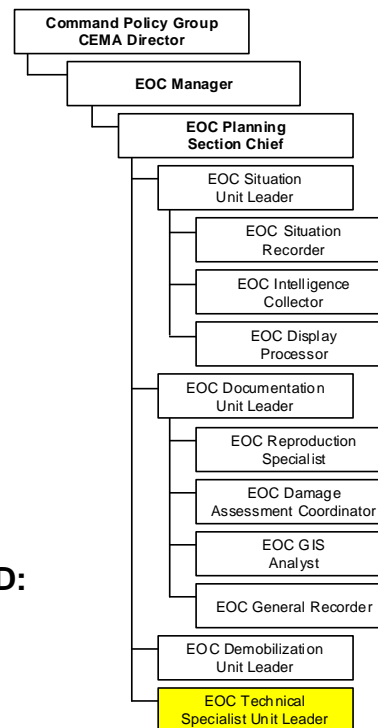 Command Policy Group
CEMA Director
EOC Manager
EOC Planning
Section Chief
EOC Situation
Unit Leader
EOC Situation
Recorder
EOC Intelligence
Collector
EOC Display
Processor
EOC Documentation
Unit Leader
EOC Reproduction
Specialist
EOC Damage
Assessment Coordinator
EOC GIS
Analyst
D:
EOC General Recorder
EOC Demobilization
Unit Leader
EOC Technical
Specialist Unit Leader